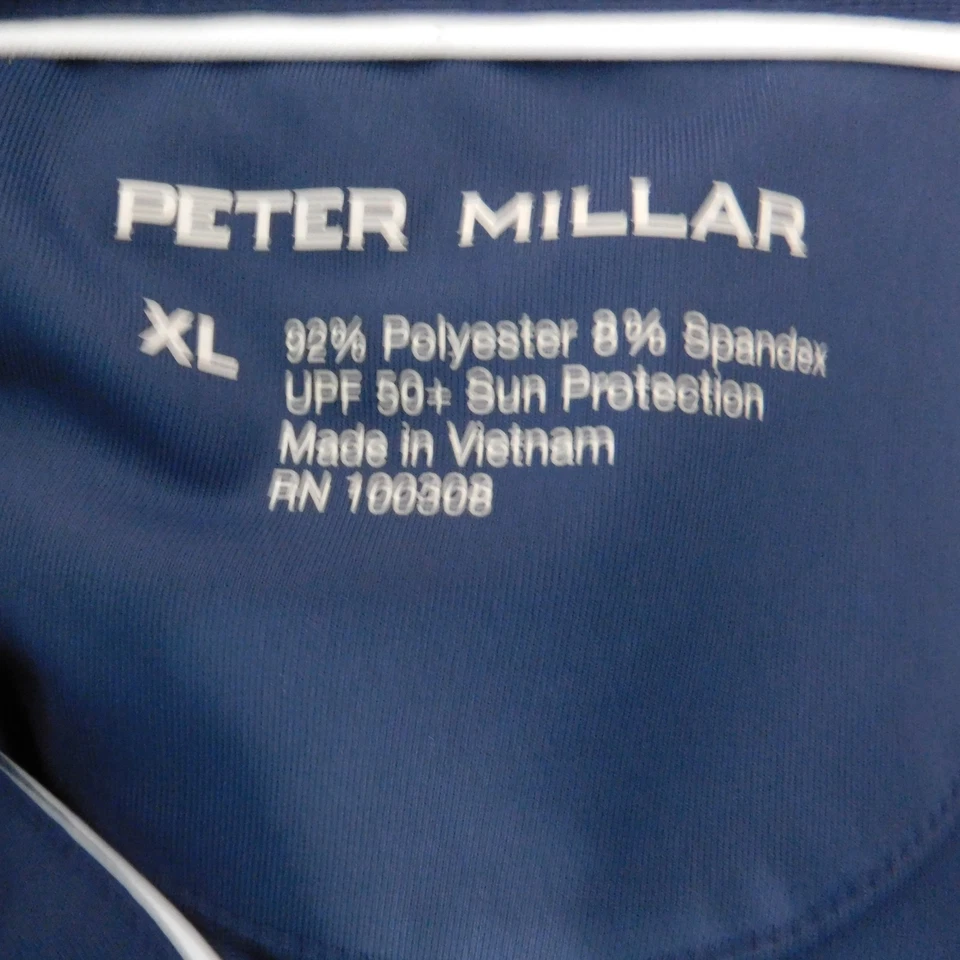 PETER MILLAR
XL
92% Polyester 8% Spandex
UPF 50+ Sun Protection
Made in Vietnam
RN 100308